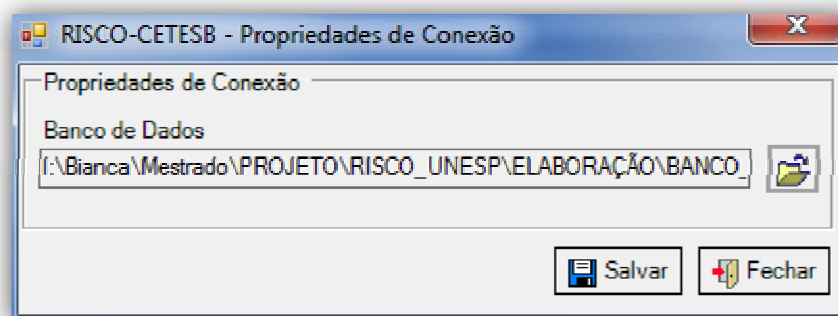 RISCO-CETESB - Propriedades de Conexão
Propriedades de Conexão
Banco de Dados
I:\Bianca\Mestrado\PROJETO\RISCO_UNESP\ELABORAÇÃO\BANCO_
Salvar
Fechar